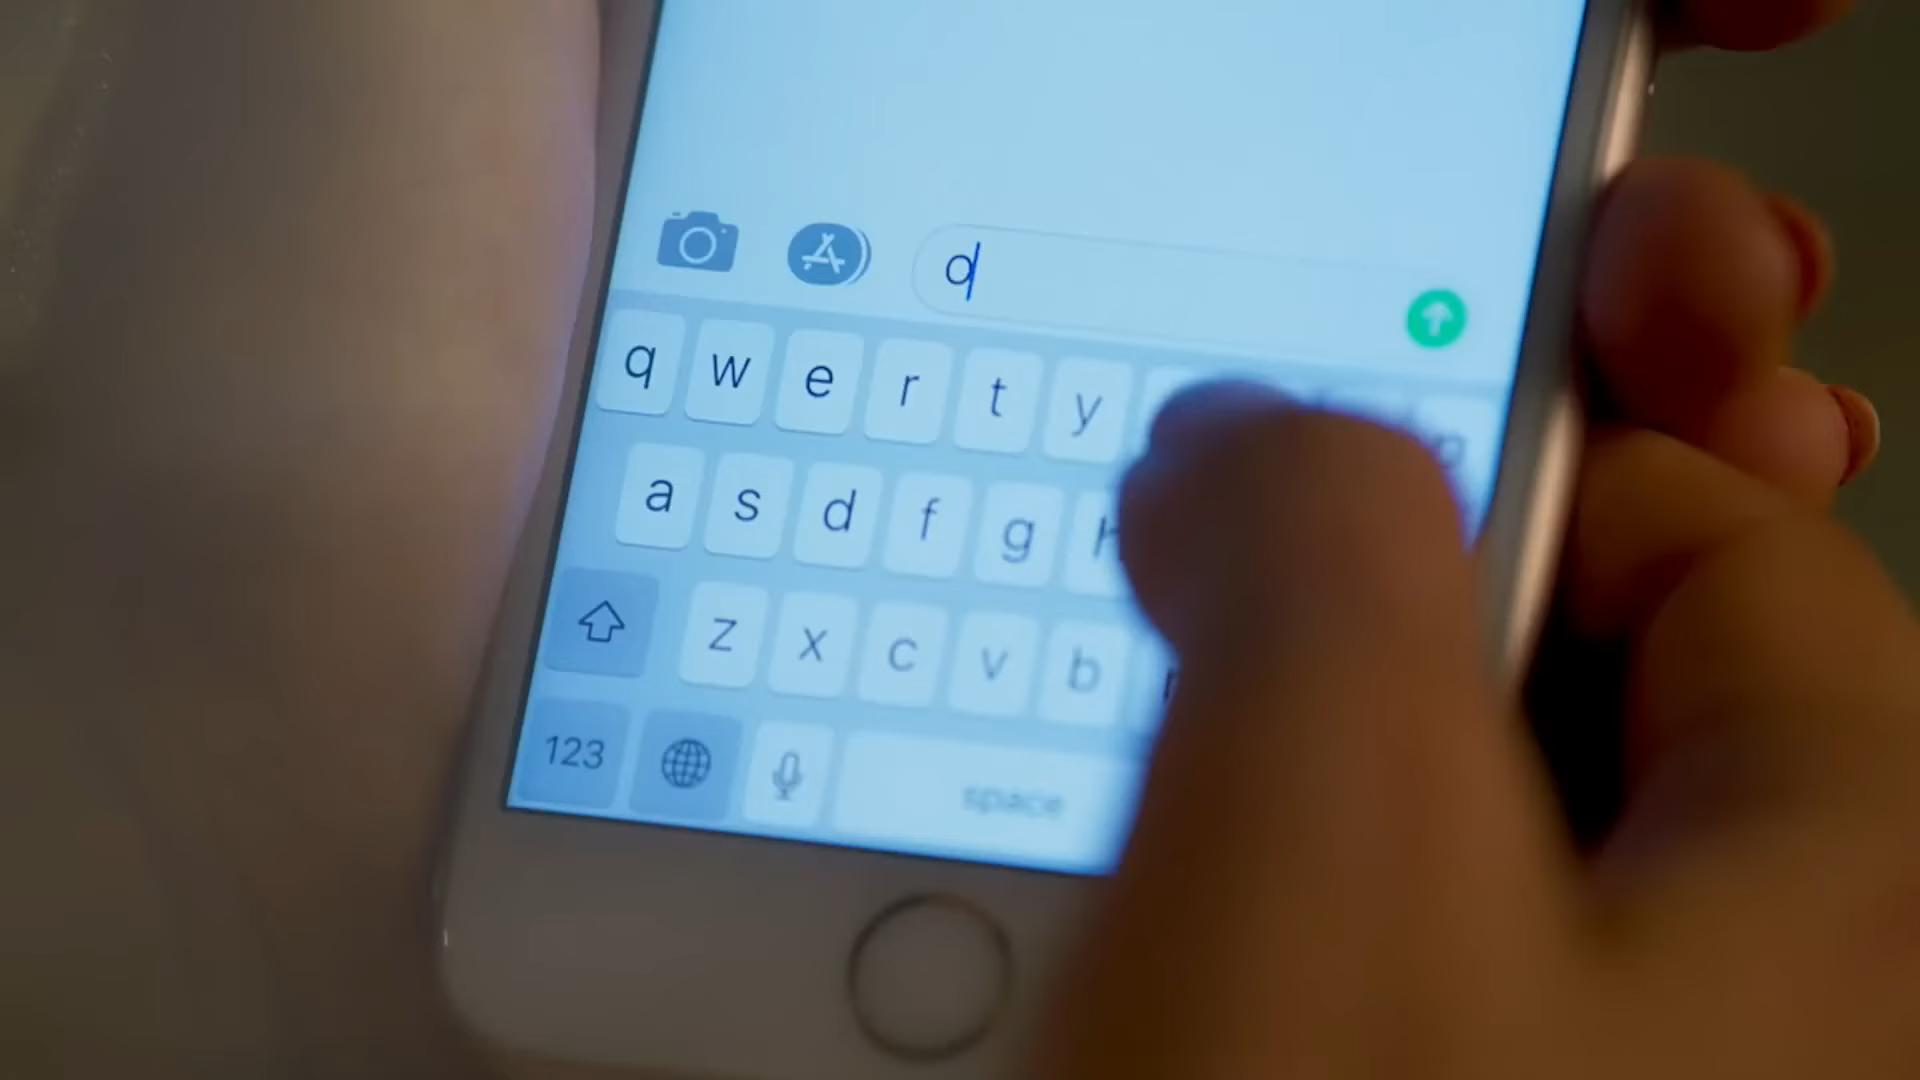 o
q w e r t y p
a s d f g h
z x c v b
123 space